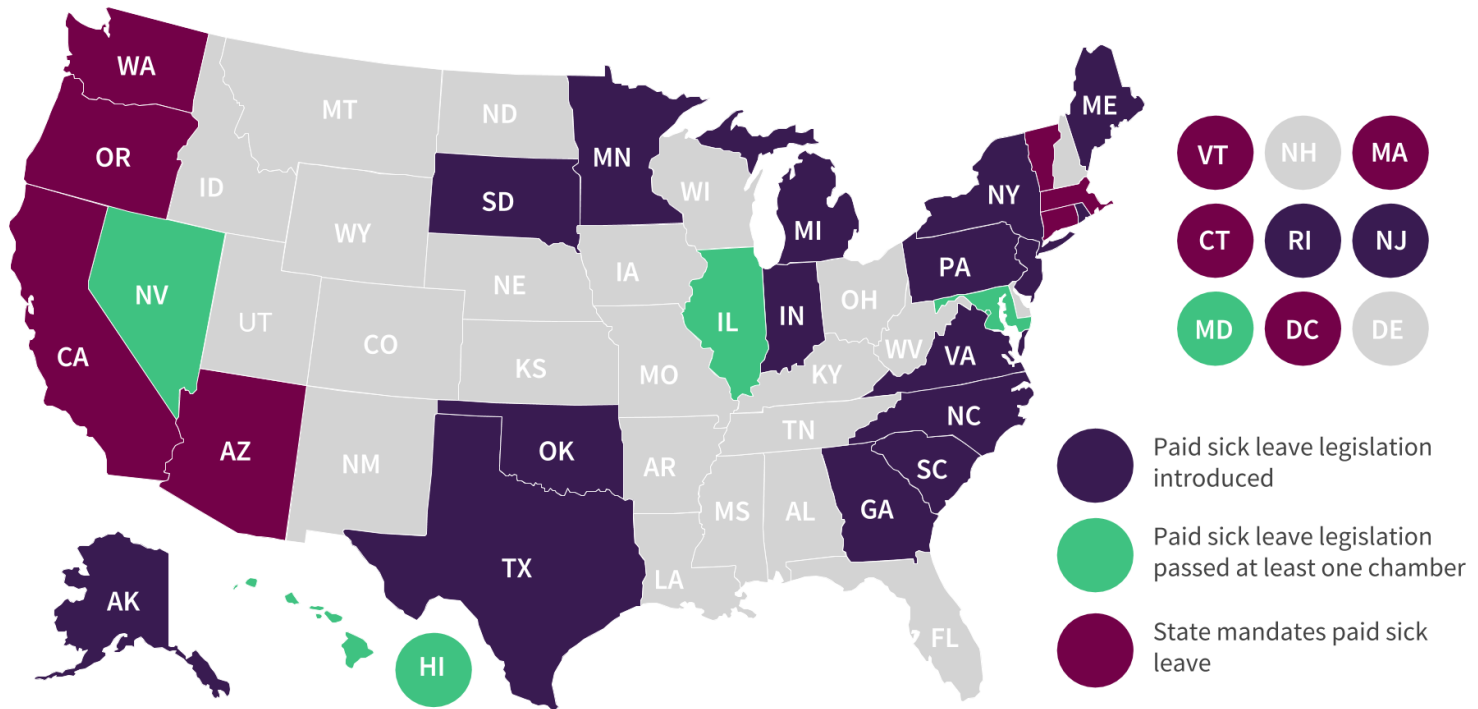 WA
MT
ND
ME
OR
MN
VT
NH
MA
ID
SD
WI
NY
WY
MI
CT
RI
NJ
IA
PA
NE
NV
OH
UT
IL
IN
MD
DC
DE
CO
CA
WV
VA
KS
MO
KY
NC
TN
AZ
OK
NM
AR
SC
Paid sick leave legislation
introduced
MS
AL
GA
Paid sick leave legislation
passed at least one chamber
TX
LA
AK
FL
State mandates paid sick
leave
HI